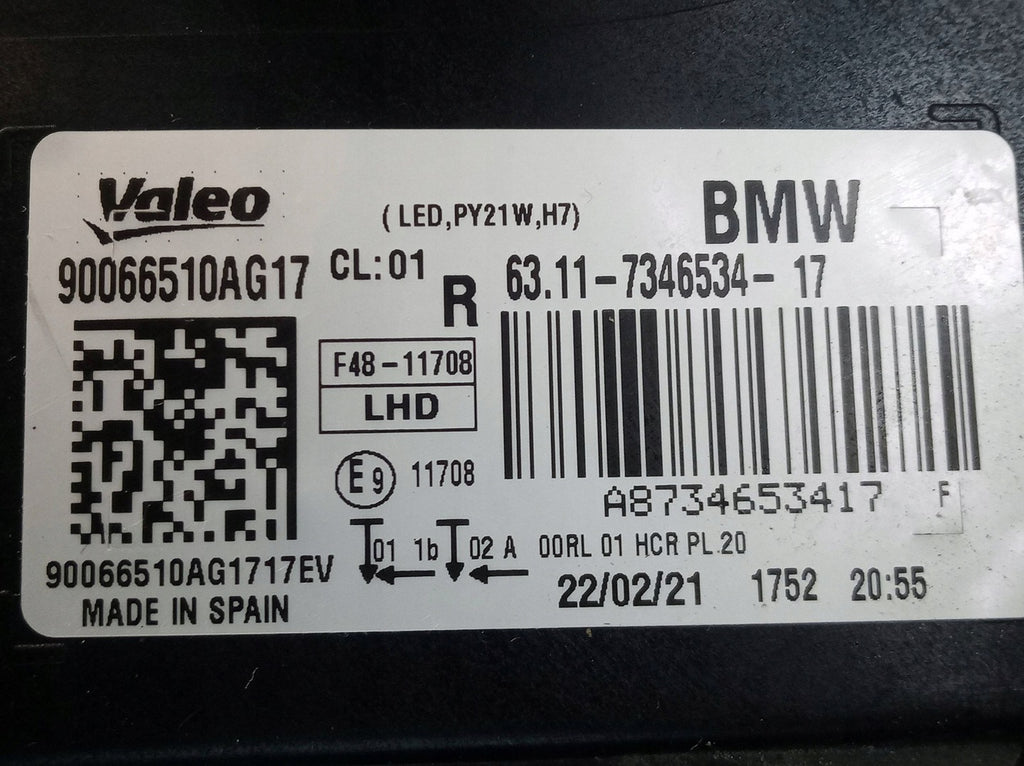 Valeo
(LED,PY21W,H7)
BMW
90066510AG17
CL:01
R
63.11-7346534-17
F48-11708
LHD
E9 11708
A8734653417
F
01 1b 02 A 00RL 01 HCR PL 20
90066510AG1717EV
22/02/21 1752 20:55
MADE IN SPAIN